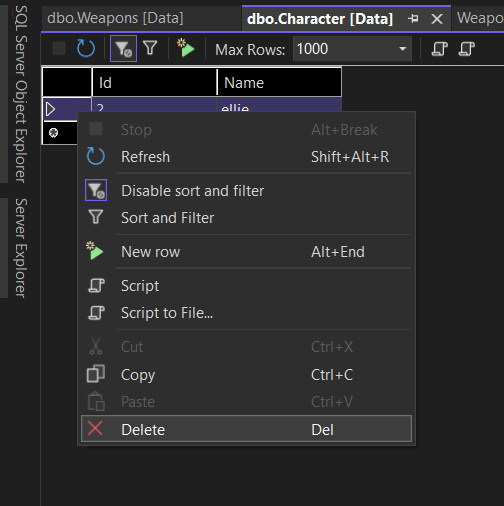 dbo.Weapons [Data]
dbo.Character [Data]
Weapo
SQL Server Object Explorer
Server Explorer
Max Rows: 1000
Id Name
2 ellie
Stop Alt+Break
Refresh Shift+Alt+R
Disable sort and filter
Sort and Filter
New row Alt+End
Script
Script to File...
Cut Ctrl+X
Copy Ctrl+C
Paste Ctrl+V
Delete Del